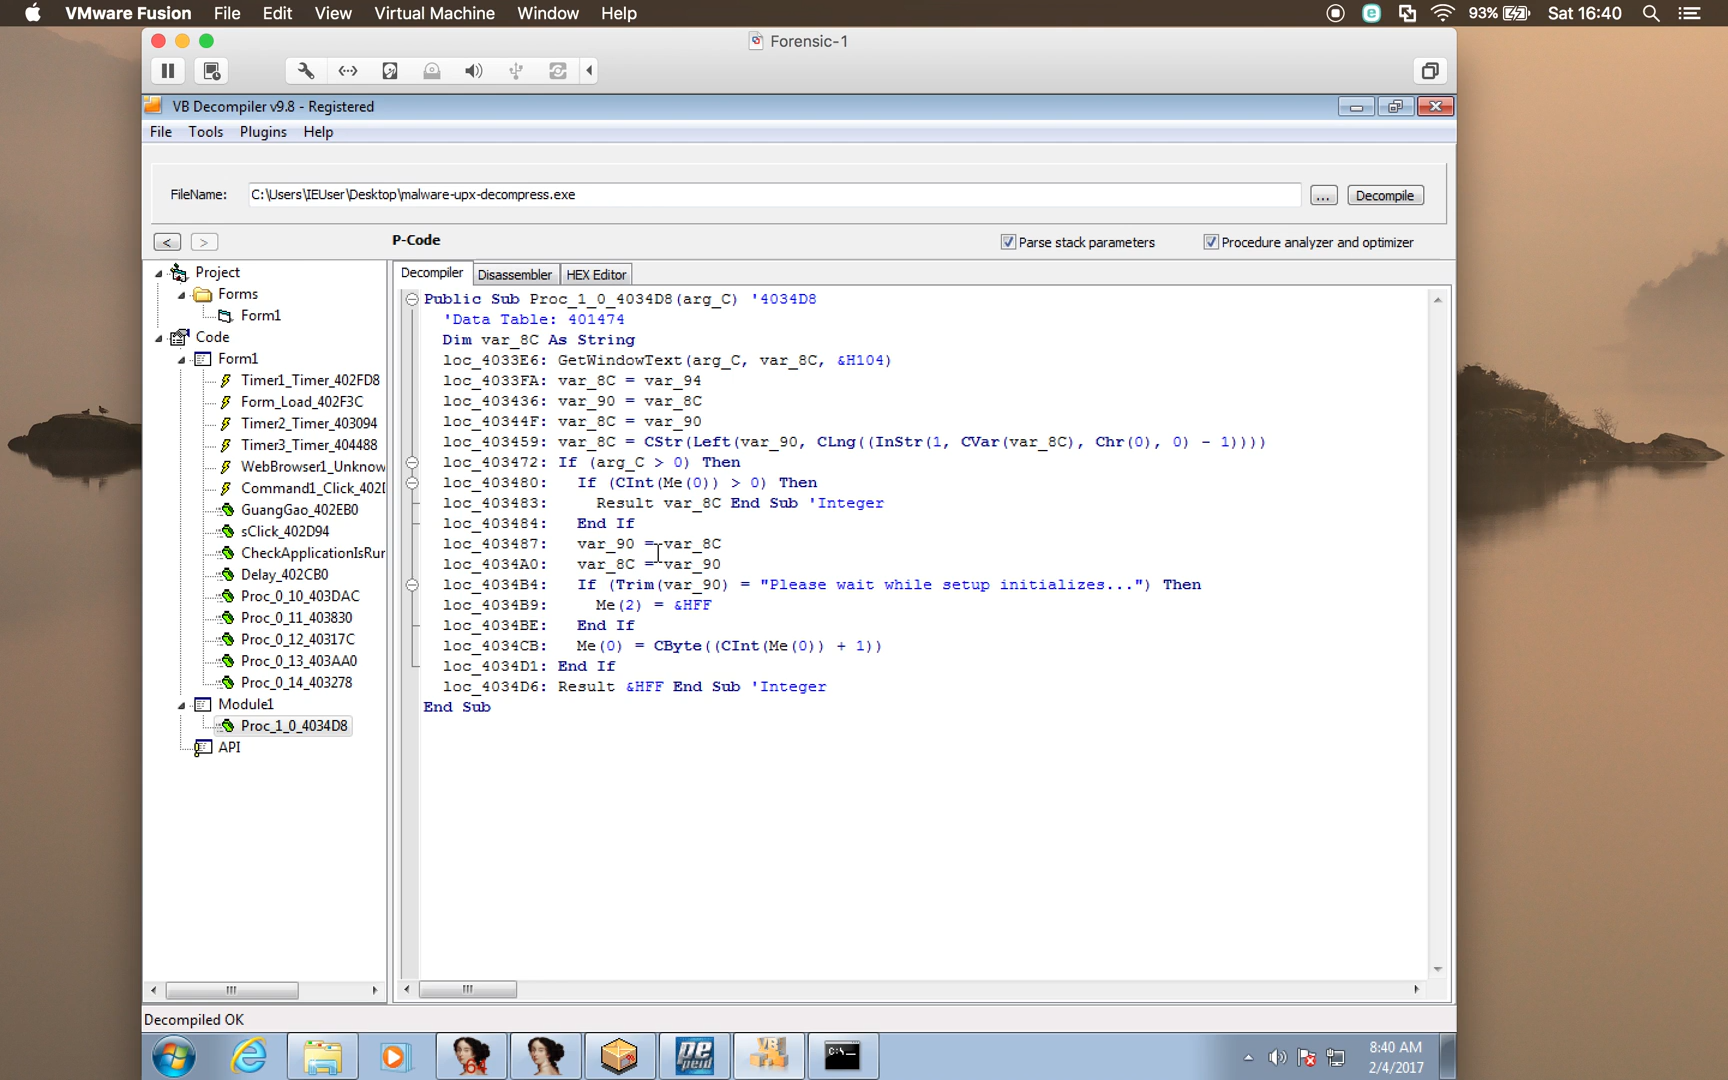 VMware Fusion File Edit View Virtual Machine Window Help 93% Sat 16:40
Forensic-1
VB Decompiler v9.8 - Registered
File Tools Plugins Help
FileName: C:\Users\IEUser\Desktop\malware-upx-decompress.exe ... Decompile
< > P-Code Parse stack parameters Procedure analyzer and optimizer
Project
Forms
Form1
Code
Form1
Timer1_Timer_402FD8
Form_Load_402F3C
Timer2_Timer_403094
Timer3_Timer_404488
WebBrowser1_Unknow
Command1_Click_402
GuangGao_402EB0
sClick_402D94
CheckApplicationIsRur
Delay_402CB0
Proc_0_10_403DAC
Proc_0_11_403830
Proc_0_12_40317C
Proc_0_13_403AA0
Proc_0_14_403278
Module1
Proc_1_0_4034D8
API
Decompiler Disassembler HEX Editor
Public Sub Proc_1_0_4034D8(arg_C) '4034D8
'Data Table: 401474
Dim var_8C As String
loc_4033E6: GetWindowText(arg_C, var_8C, &H104)
loc_4033FA: var_8C = var_94
loc_403436: var_90 = var_8C
loc_40344F: var_8C = var_90
loc_403459: var_8C = CStr(Left(var_90, CLng((InStr(1, CVar(var_8C), Chr(0), 0) - 1))))
loc_403472: If (arg_C > 0) Then
loc_403480: If (CInt(Me(0)) > 0) Then
loc_403483: Result var_8C End Sub 'Integer
loc_403484: End If
loc_403487: var_90 = var_8C
loc_4034A0: var_8C = var_90
loc_4034B4: If (Trim(var_90) = "Please wait while setup initializes...") Then
loc_4034B9: Me(2) = &HFF
loc_4034BE: End If
loc_4034CB: Me(0) = CByte((CInt(Me(0)) + 1))
loc_4034D1: End If
loc_4034D6: Result &HFF End Sub 'Integer
End Sub
Decompiled OK
64
pe
VB
C:\
8:40 AM
2/4/2017